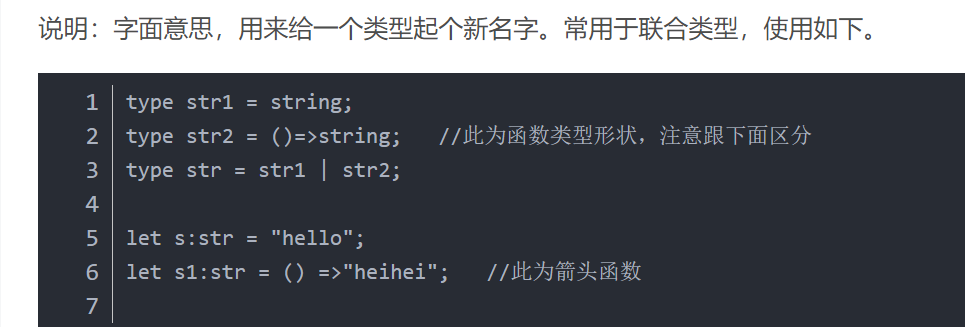 说明：字面意思，用来给一个类型起个新名字。常用于联合类型，使用如下。
1 type str1 = string;
2 type str2 = ()=>string;   //此为函数类型形状，注意跟下面区分
3 type str = str1 | str2;
4
5 let s:str = "hello";
6 let s1:str = () =>"heihei";   //此为箭头函数
7